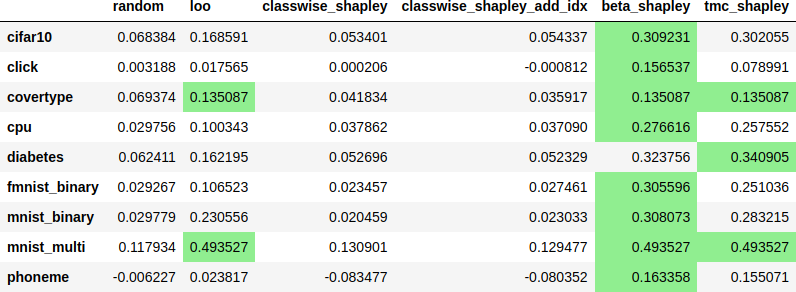 random loo classwise_shapley classwise_shapley_add_idx beta_shapley tmc_shapley
cifar10 0.068384 0.168591 0.053401 0.054337 0.309231 0.302055
click 0.003188 0.017565 0.000206 -0.000812 0.156537 0.078991
covertype 0.069374 0.135087 0.041834 0.035917 0.135087 0.135087
cpu 0.029756 0.100343 0.037862 0.037090 0.276616 0.257552
diabetes 0.062411 0.162195 0.052696 0.052329 0.323756 0.340905
fmnist_binary 0.029267 0.106523 0.023457 0.027461 0.305596 0.251036
mnist_binary 0.029779 0.230556 0.020459 0.023033 0.308073 0.283215
mnist_multi 0.117934 0.493527 0.130901 0.129477 0.493527 0.493527
phoneme -0.006227 0.023817 -0.083477 -0.080352 0.163358 0.155071